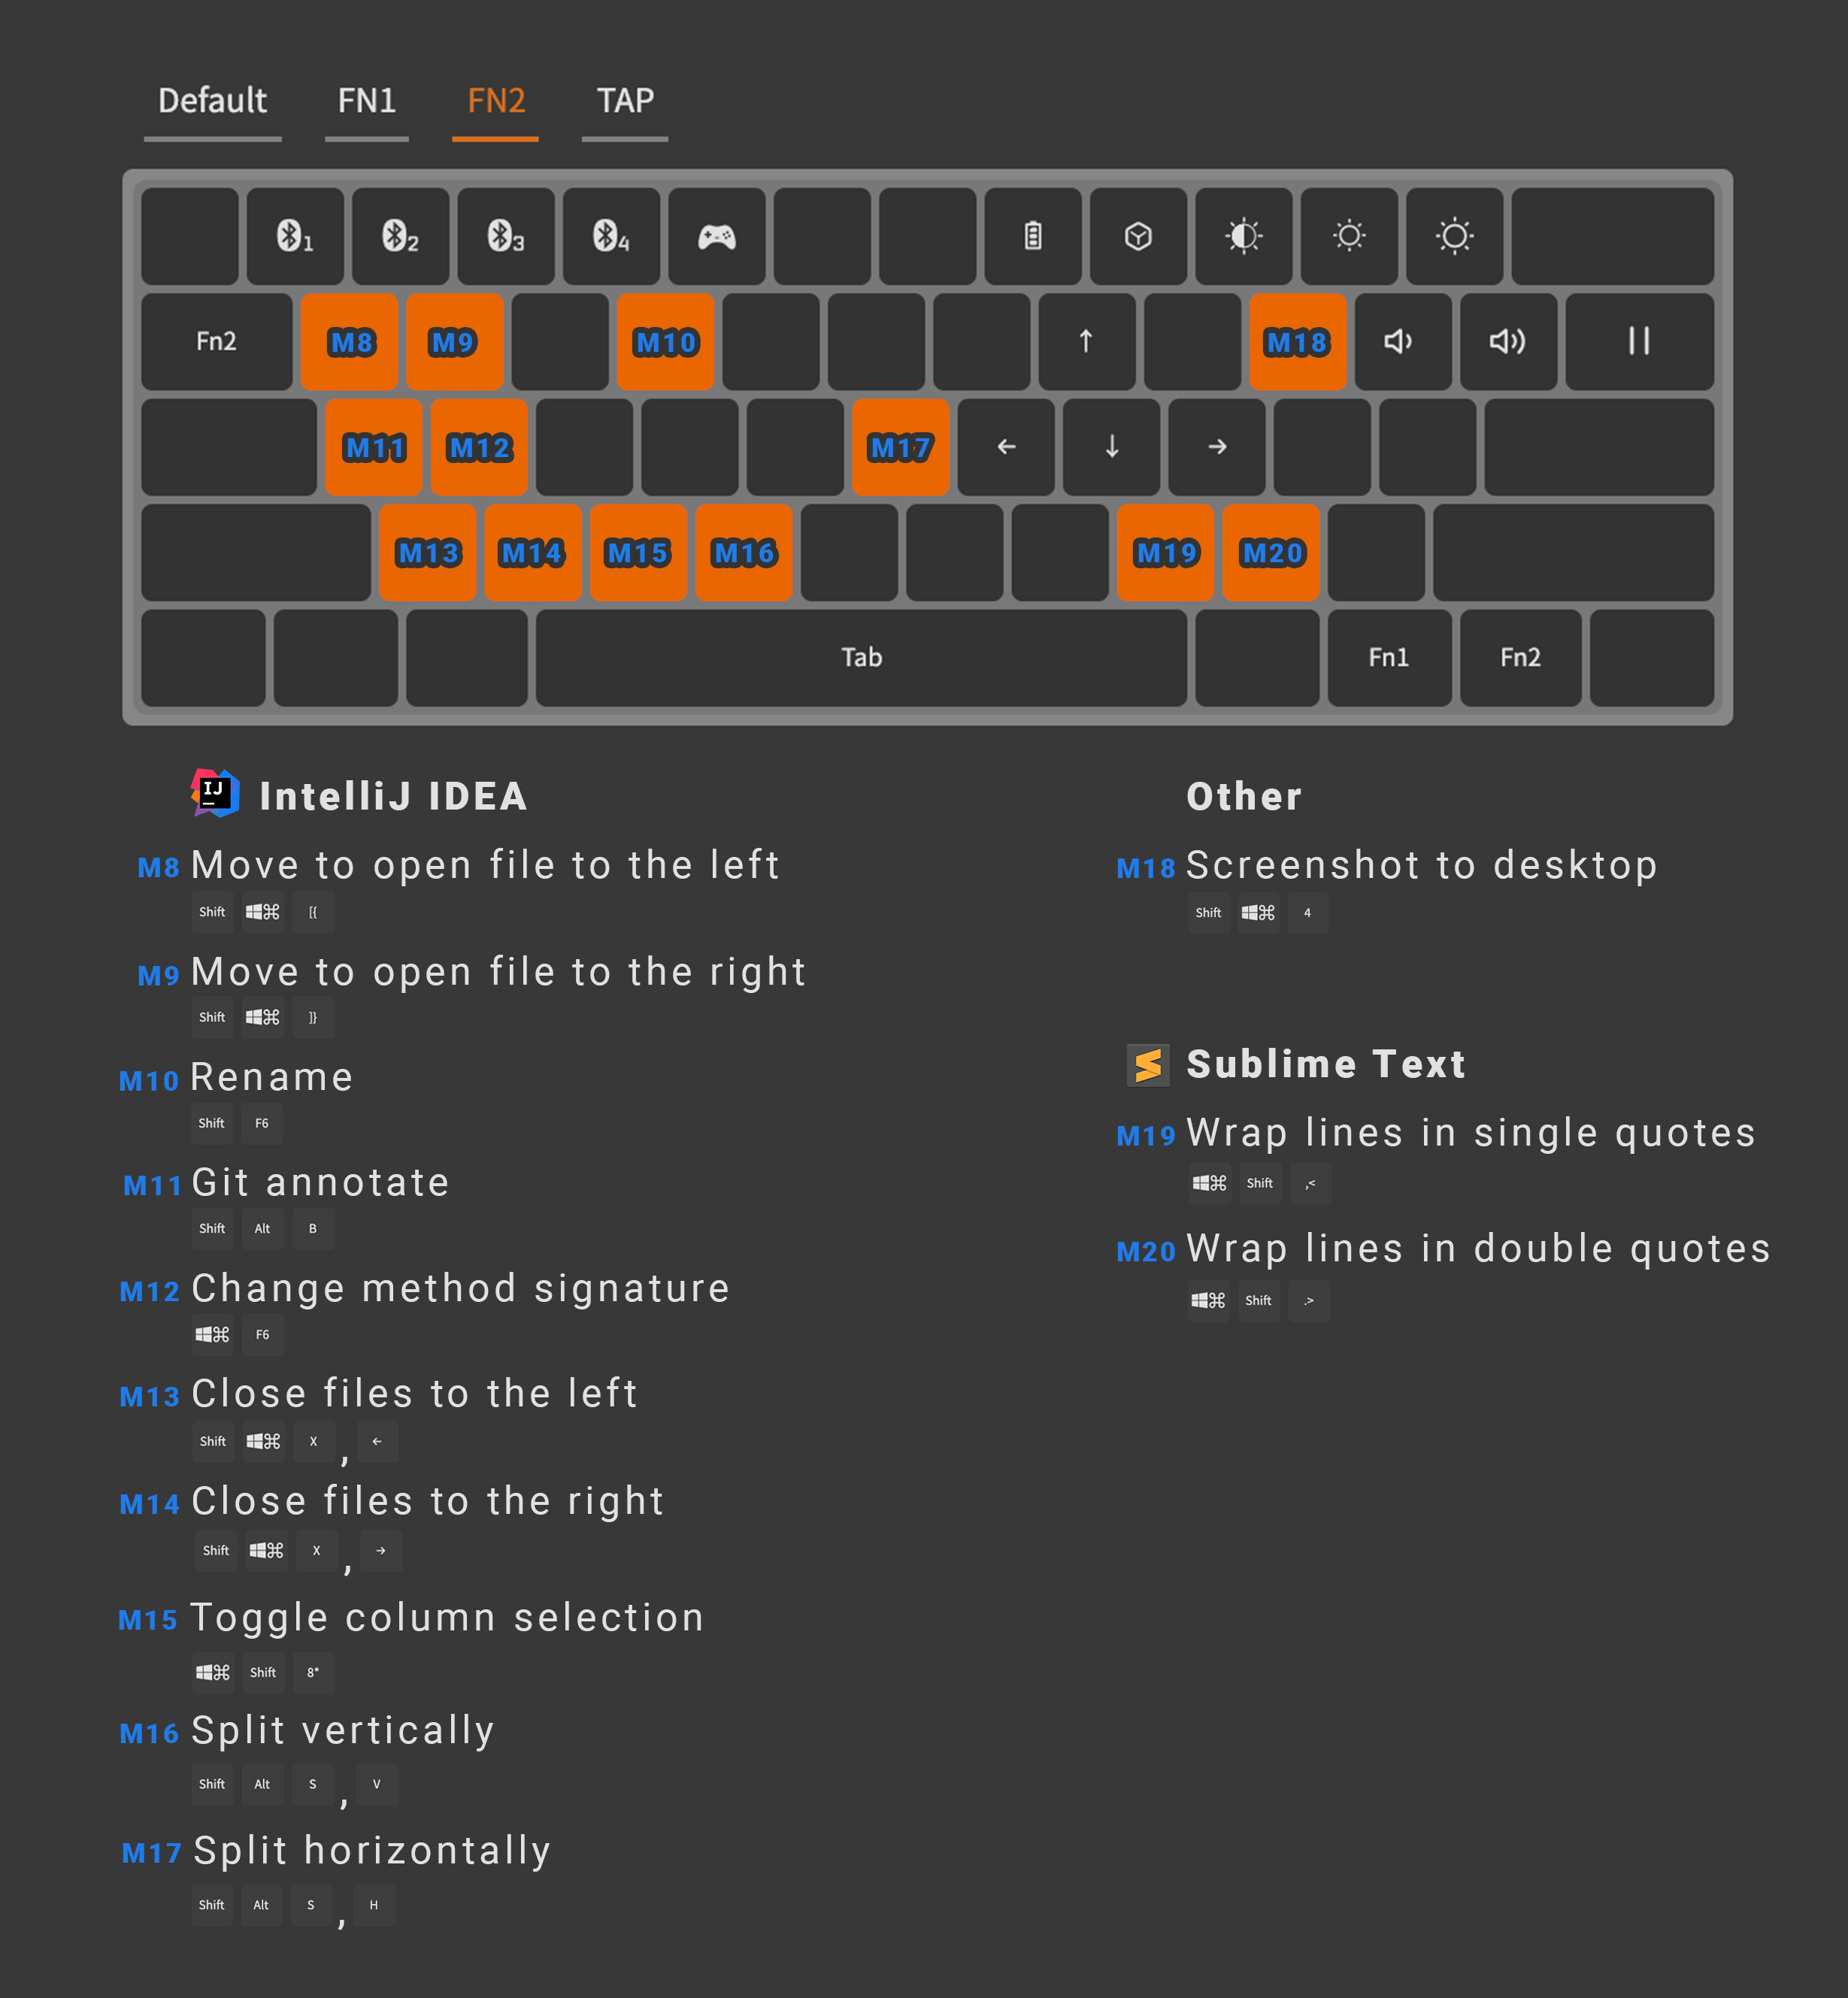 Default FN1 FN2 TAP
1 2 3 4
Fn2 M8 M9 M10 ↑ M18
M11 M12 M17 ← ↓ →
M13 M14 M15 M16 M19 M20
Tab Fn1 Fn2
IJ IntelliJ IDEA
M8 Move to open file to the left
Shift ⌘ [{
M9 Move to open file to the right
Shift ⌘ ]}
M10 Rename
Shift F6
M11 Git annotate
Shift Alt B
M12 Change method signature
⌘ F6
M13 Close files to the left
Shift ⌘ X , ←
M14 Close files to the right
Shift ⌘ X , →
M15 Toggle column selection
⌘ Shift 8*
M16 Split vertically
Shift Alt S , V
M17 Split horizontally
Shift Alt S , H
Other
M18 Screenshot to desktop
Shift ⌘ 4
Sublime Text
M19 Wrap lines in single quotes
⌘ Shift ,<
M20 Wrap lines in double quotes
⌘ Shift .>